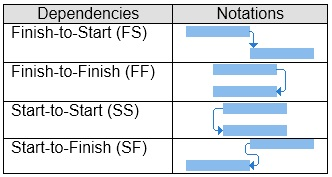 Dependencies Notations
Finish-to-Start (FS)
Finish-to-Finish (FF)
Start-to-Start (SS)
Start-to-Finish (SF)